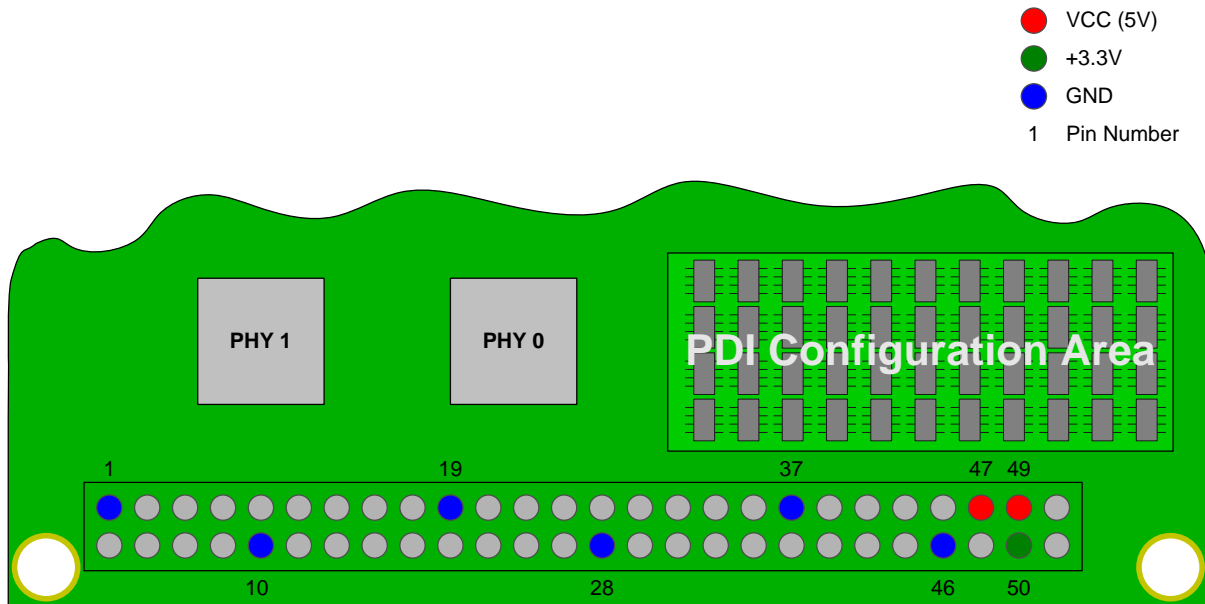 VCC (5V)
+3.3V
GND
1 Pin Number
PHY 1
PHY 0
PDI Configuration Area
1 19 37 47 49
10 28 46 50